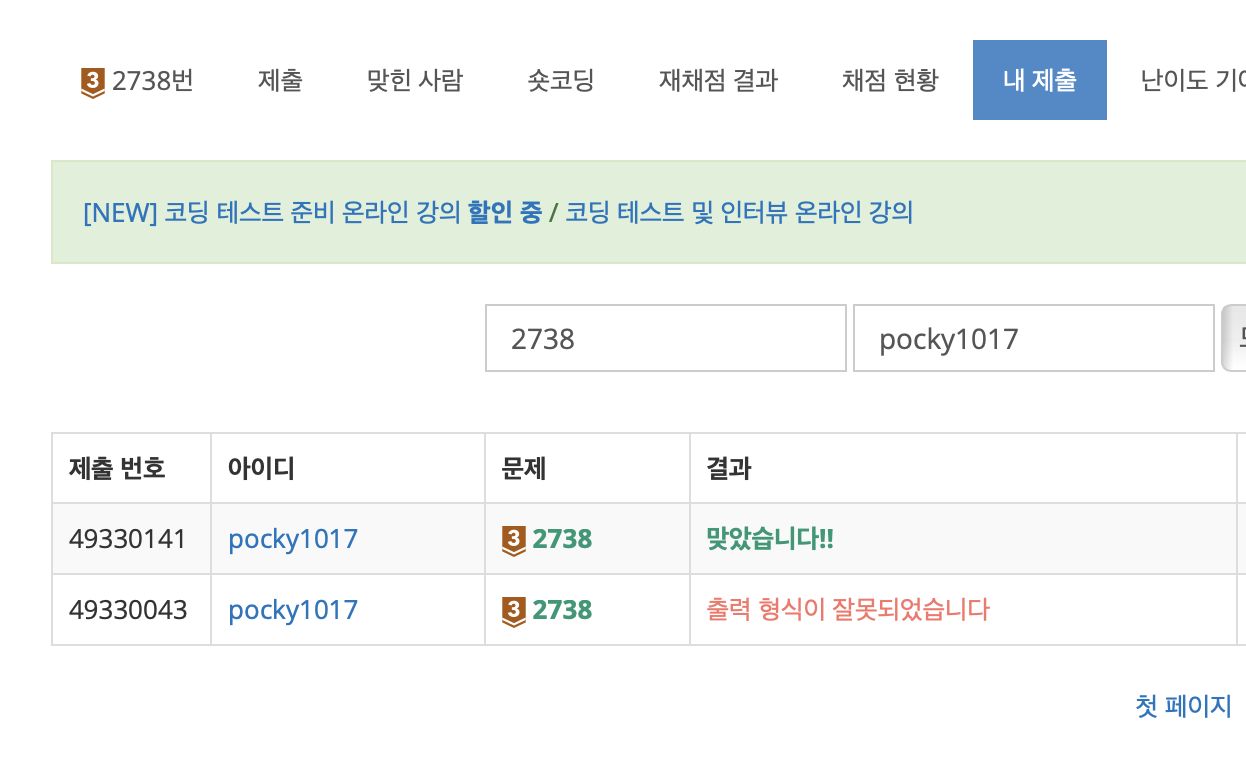 3 2738번 제출 맞힌 사람 숏코딩 재채점 결과 채점 현황 내 제출 난이도
[NEW] 코딩 테스트 준비 온라인 강의 할인 중 / 코딩 테스트 및 인터뷰 온라인 강의
2738 pocky1017
제출 번호 아이디 문제 결과
49330141 pocky1017 3 2738 맞았습니다!!
49330043 pocky1017 3 2738 출력 형식이 잘못되었습니다
첫 페이지